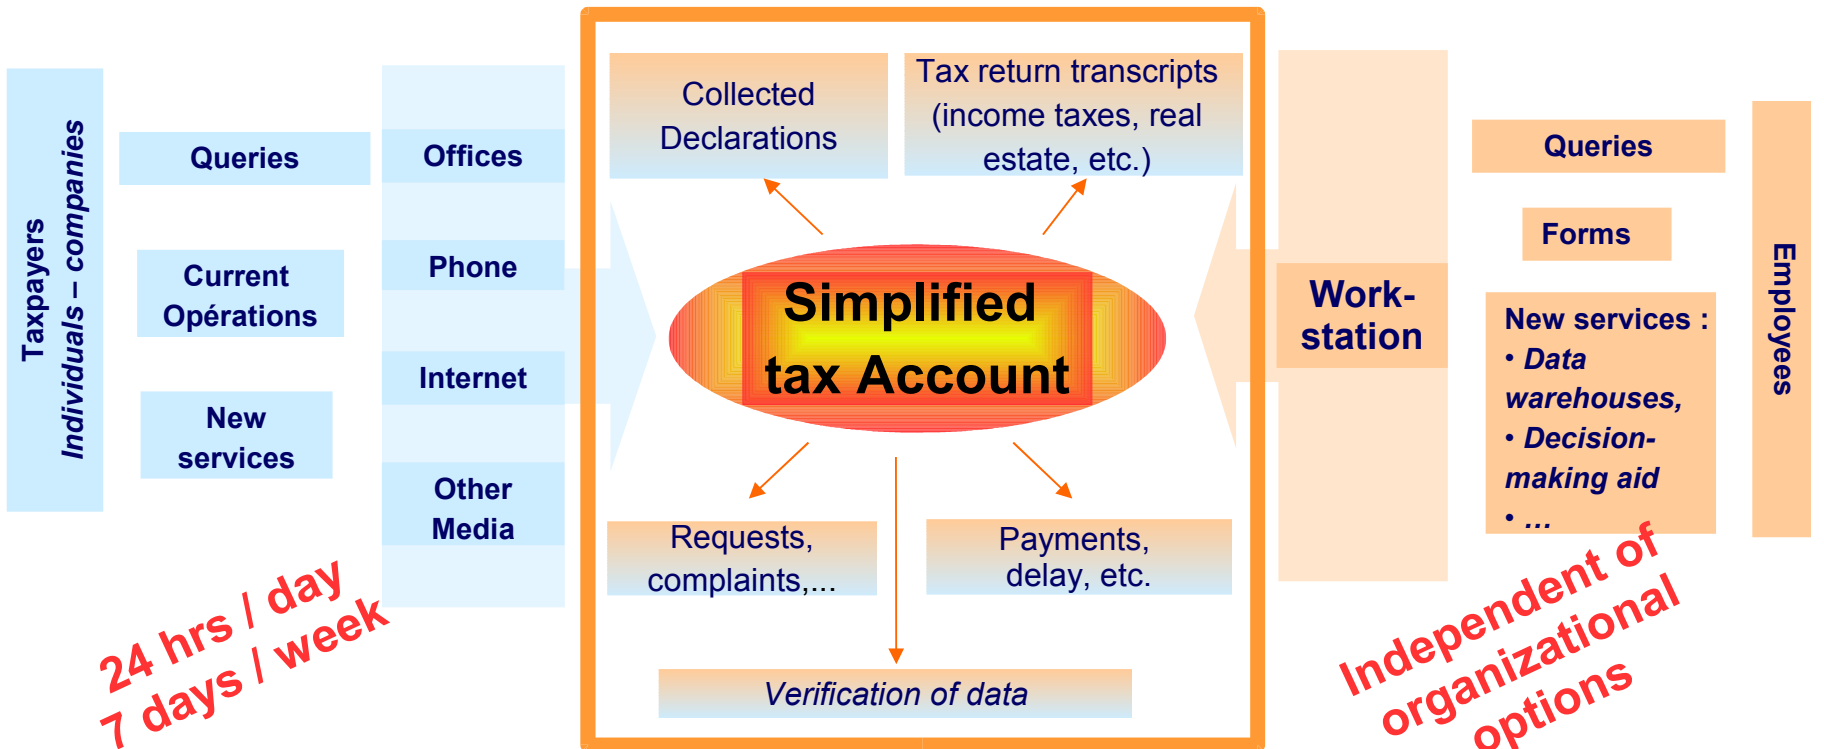 Taxpayers
Individuals – companies
Queries
Current
Opérations
New
services
24 hrs / day
7 days / week
Offices
Phone
Internet
Other
Media
Collected
Declarations
Tax return transcripts
(income taxes, real
estate, etc.)
Simplified
tax Account
Requests,
complaints,...
Payments,
delay, etc.
Verification of data
Work-
station
Queries
Forms
New services :
• Data
warehouses,
• Decision-
making aid
• ...
Employees
Independent of
organizational
options